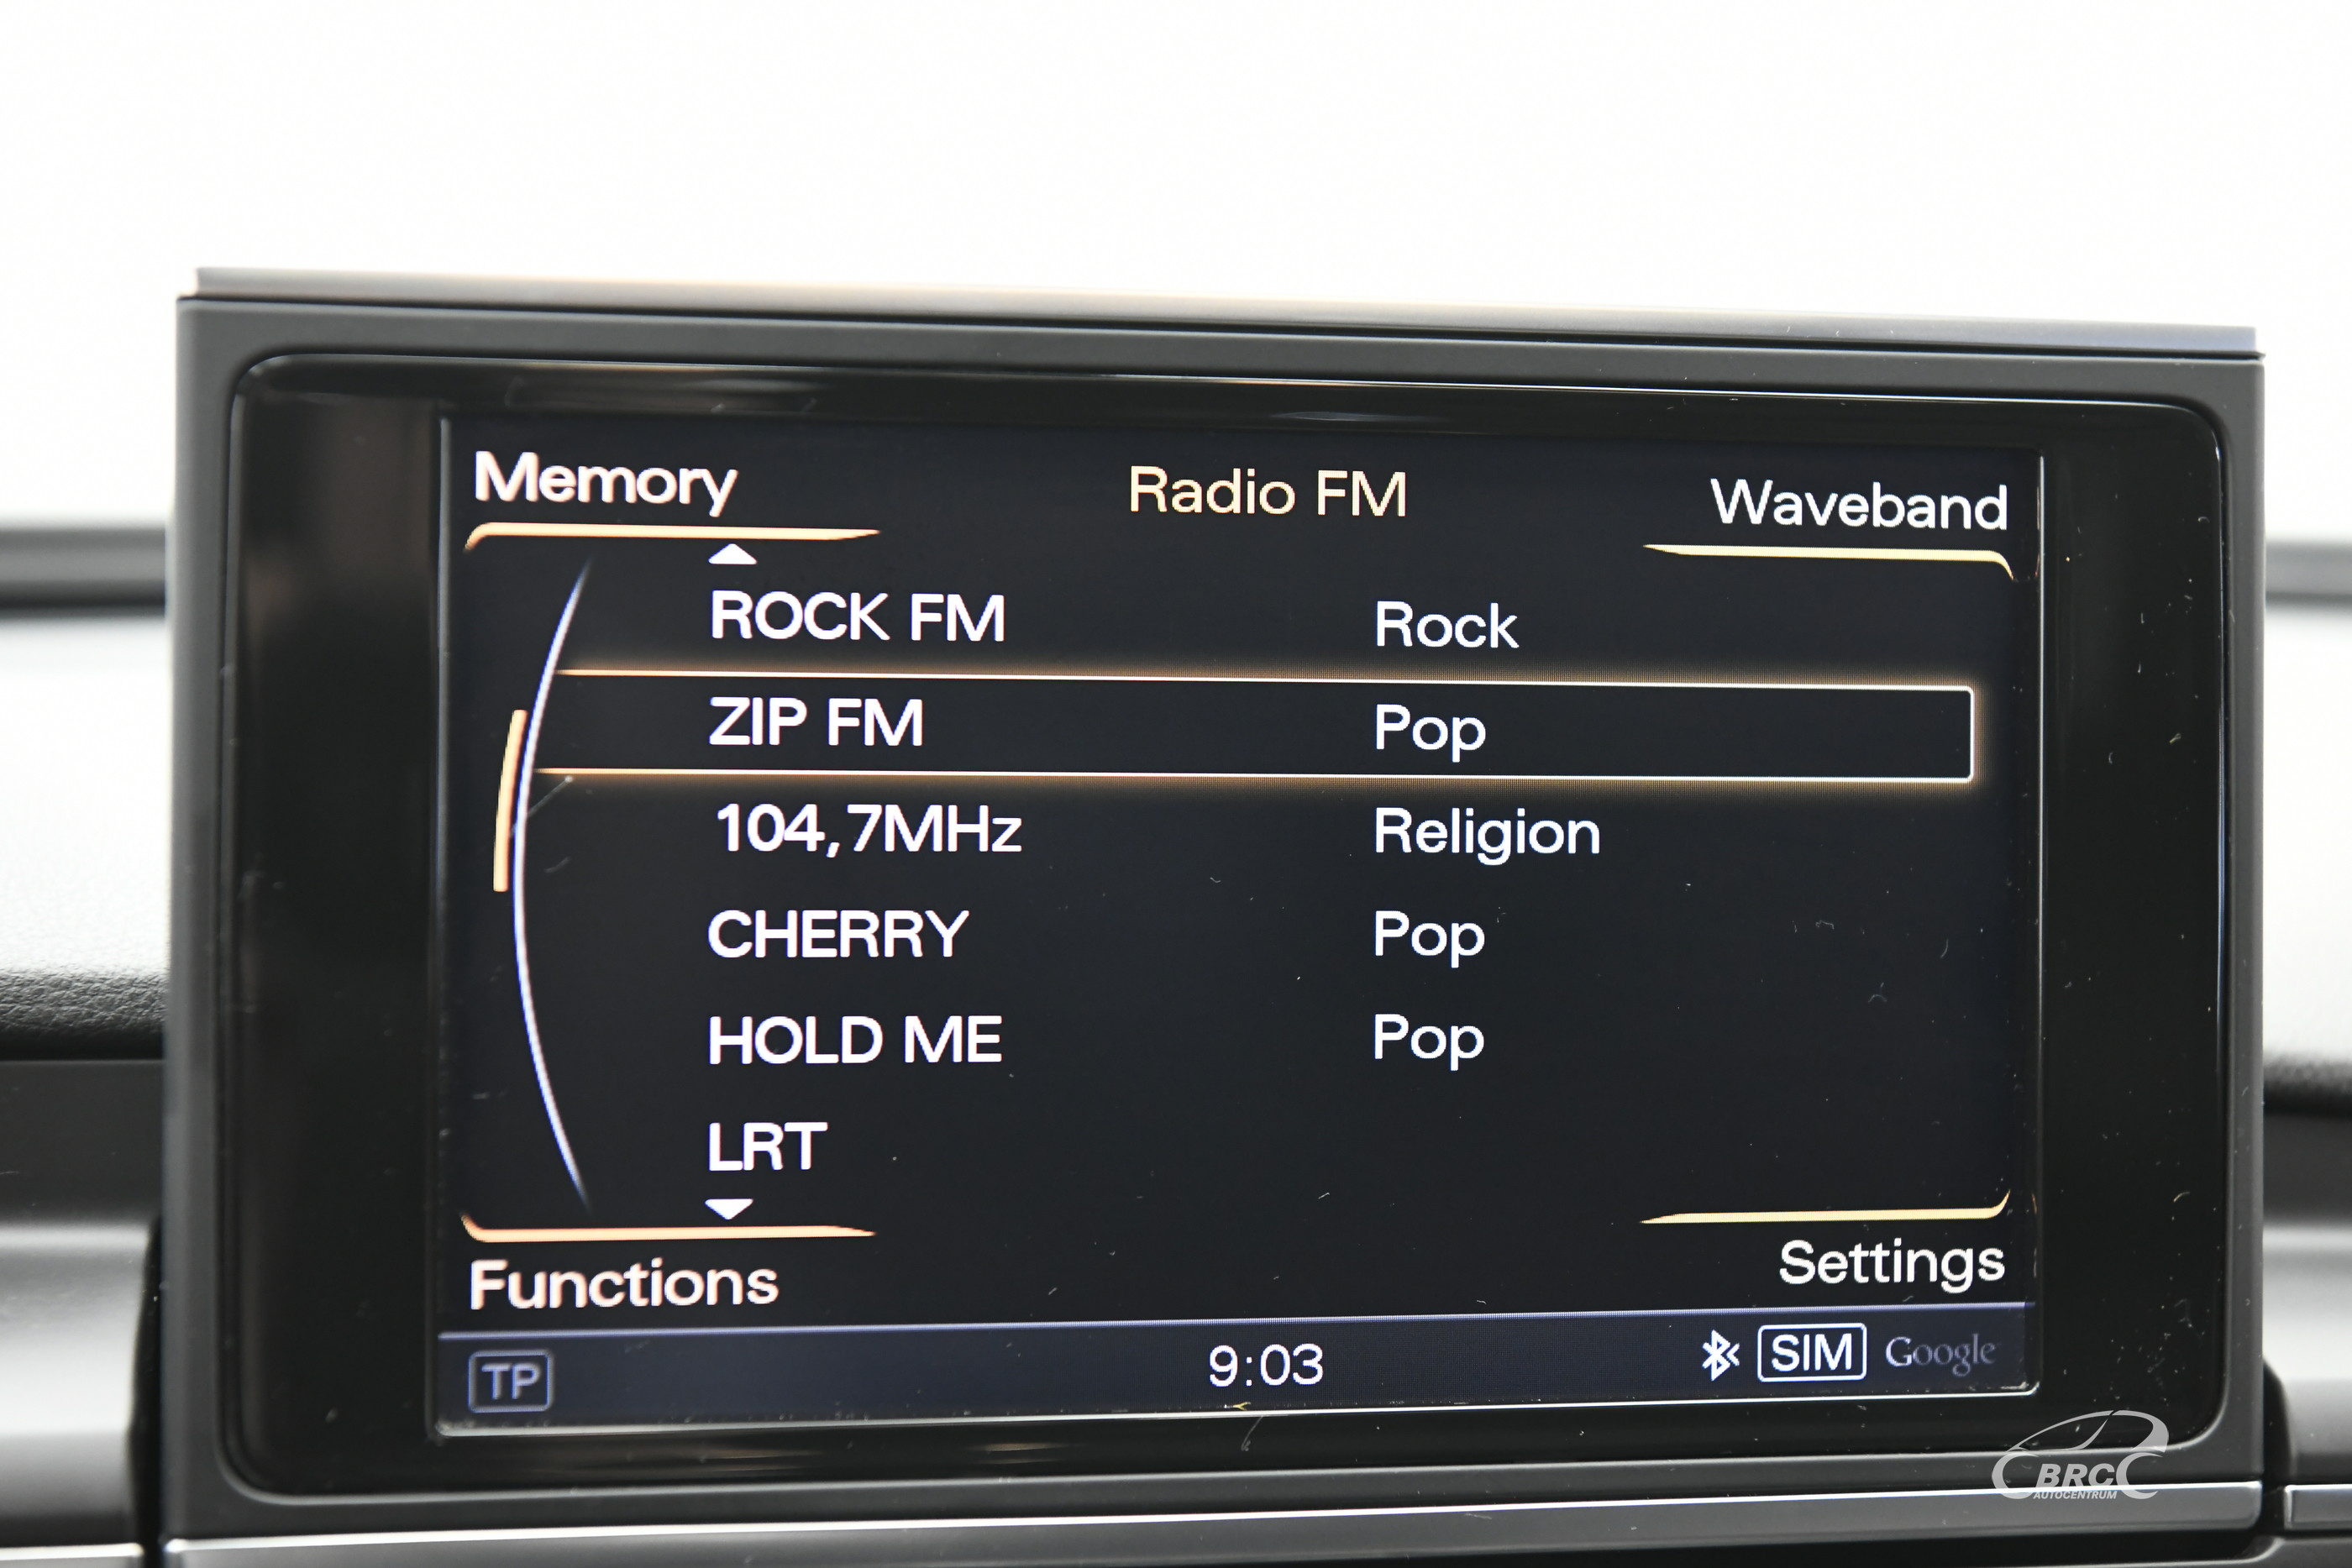 Memory Radio FM Waveband
ROCK FM Rock
ZIP FM Pop
104,7MHz Religion
CHERRY Pop
HOLD ME Pop
LRT
Functions Settings
TP 9:03 SIM Google
BRC
AUTOCENTRUM